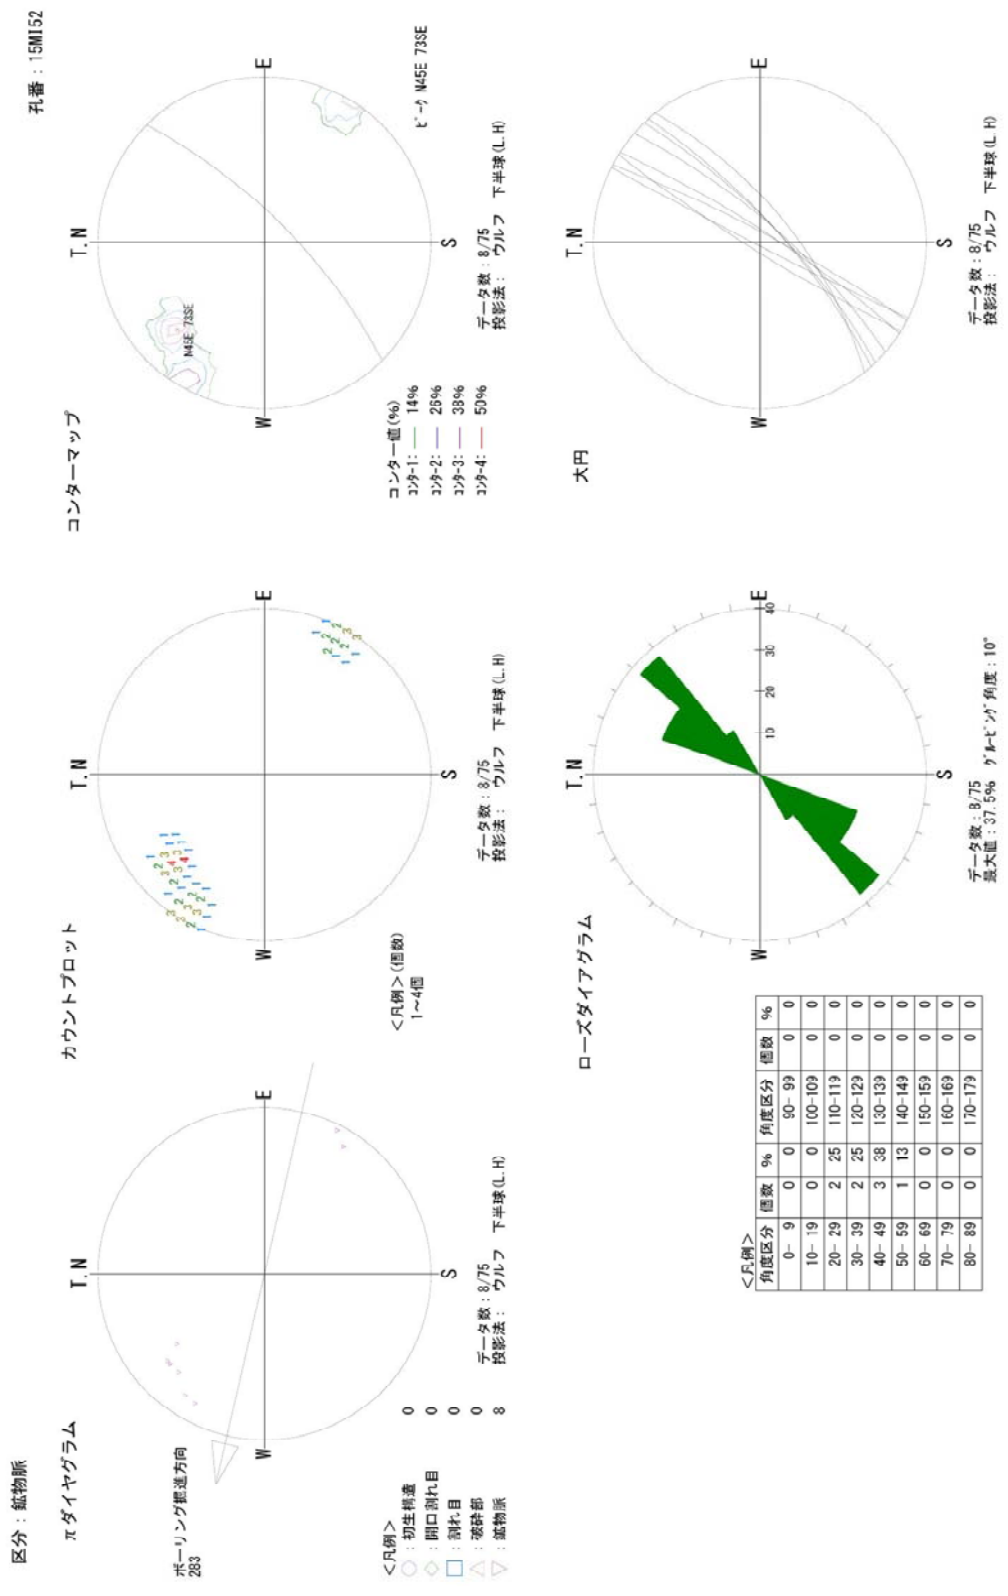 区分：鉱物脈
孔番：15MI52
πダイヤグラム
T.N
E
S
W
ボーリング掘進方向
283
<凡例>
○：初生構造 0
◇：開口割れ目 0
□：割れ目 0
△：破砕部 0
▽：鉱物脈 8
データ数：8/75
投影法： ウルフ 下半球(L.H)
カウントプロット
T.N
E
S
W
<凡例>(個数)
1～4個
データ数：8/75
投影法： ウルフ 下半球(L.H)
コンターマップ
T.N
E
S
W
N45E 73SE
ﾋﾟｰｸ N45E 73SE
コンター値(%)
ｺﾝﾀｰ1: 14%
ｺﾝﾀｰ2: 26%
ｺﾝﾀｰ3: 38%
ｺﾝﾀｰ4: 50%
データ数：8/75
投影法： ウルフ 下半球(L.H)
<凡例>
角度区分 個数 % 角度区分 個数 %
0- 9 0 0 90- 99 0 0
10- 19 0 0 100-109 0 0
20- 29 2 25 110-119 0 0
30- 39 2 25 120-129 0 0
40- 49 3 38 130-139 0 0
50- 59 1 13 140-149 0 0
60- 69 0 0 150-159 0 0
70- 79 0 0 160-169 0 0
80- 89 0 0 170-179 0 0
ローズダイアグラム
T.N
E
S
W
10 20 30 40
データ数：8/75
最大値：37.5% ｸﾞﾙｰﾋﾟﾝｸﾞ角度：10°
大円
T.N
E
S
W
データ数：8/75
投影法： ウルフ 下半球(L.H)